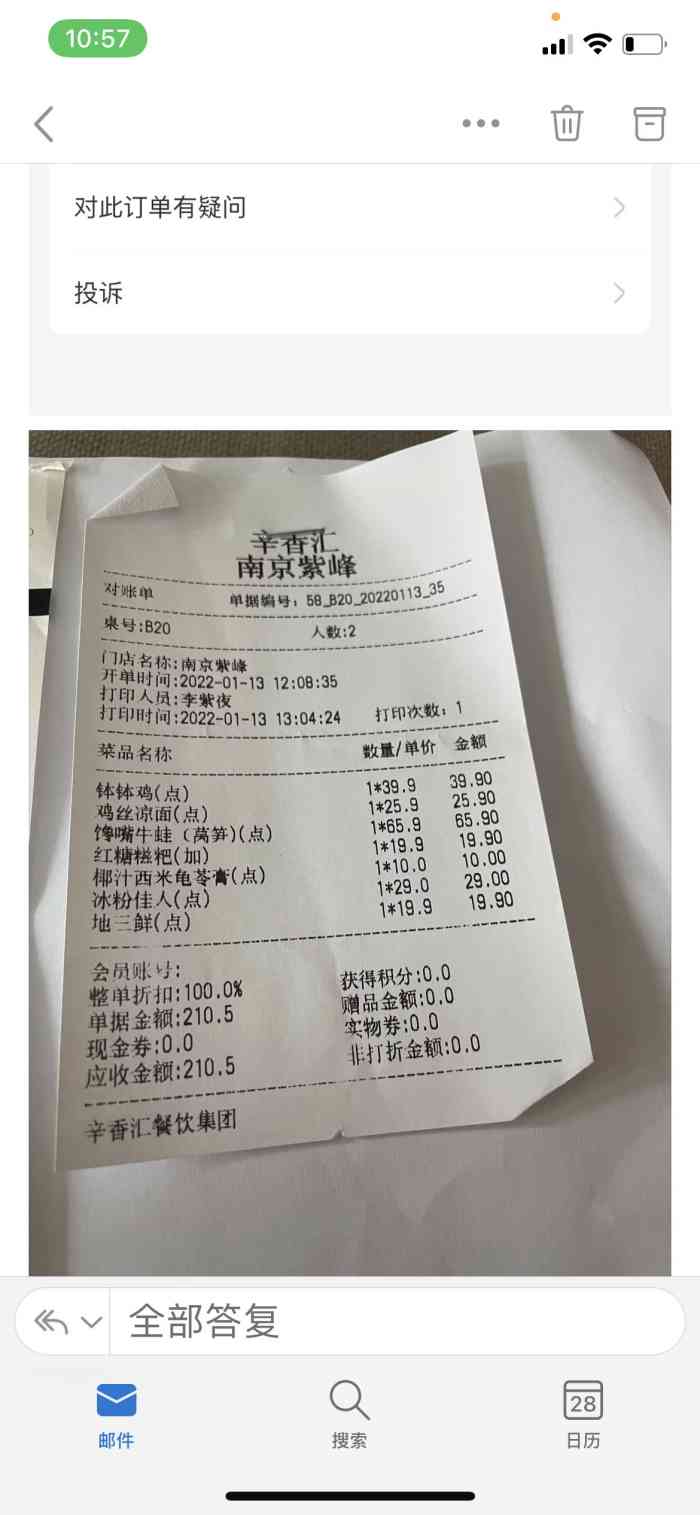 10:57
对此订单有疑问
投诉
辛香汇
南京紫峰
对账单 单据编号：58_B20_20220113_35
桌号:B20 人数:2
门店名称:南京紫峰
开单时间:2022-01-13 12:08:35
打印人员:李紫夜
打印时间:2022-01-13 13:04:24 打印次数：1
菜品名称 数量/单价 金额
钵钵鸡(点) 1*39.9 39.90
鸡丝凉面(点) 1*25.9 25.90
馋嘴牛蛙（莴笋)(点) 1*65.9 65.90
红糖糍粑(加) 1*19.9 19.90
椰汁西米龟苓膏(点) 1*10.0 10.00
冰粉佳人(点) 1*29.0 29.00
地三鲜(点) 1*19.9 19.90
会员账号:
整单折扣:100.0% 获得积分:0.0
单据金额:210.5 赠品金额:0.0
现金券:0.0 实物券:0.0
应收金额:210.5 非打折金额:0.0
辛香汇餐饮集团
全部答复
邮件 搜索 28 日历